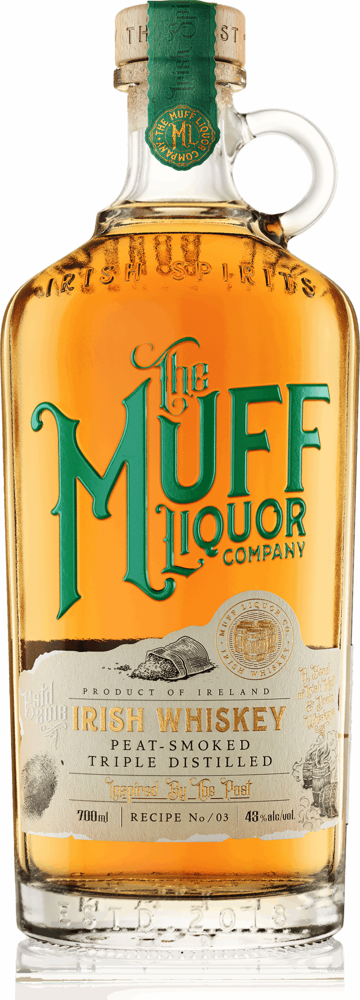 TH
ST
THE MUFF LIQUOR COMPANY
ML
IRISH SPIRITS
The
MUFF
LIQUOR
COMPANY
MUFF LIQUOR CO.
IRISH WHISKEY
PRODUCT OF IRELAND
Estd
2018
IRISH WHISKEY
A Blend
of Irish Malt
& Grain
Whiskeys
PEAT-SMOKED
TRIPLE DISTILLED
Inspired By The Past
700ml
RECIPE No/03
43%alc/vol.
ESTD. 2018